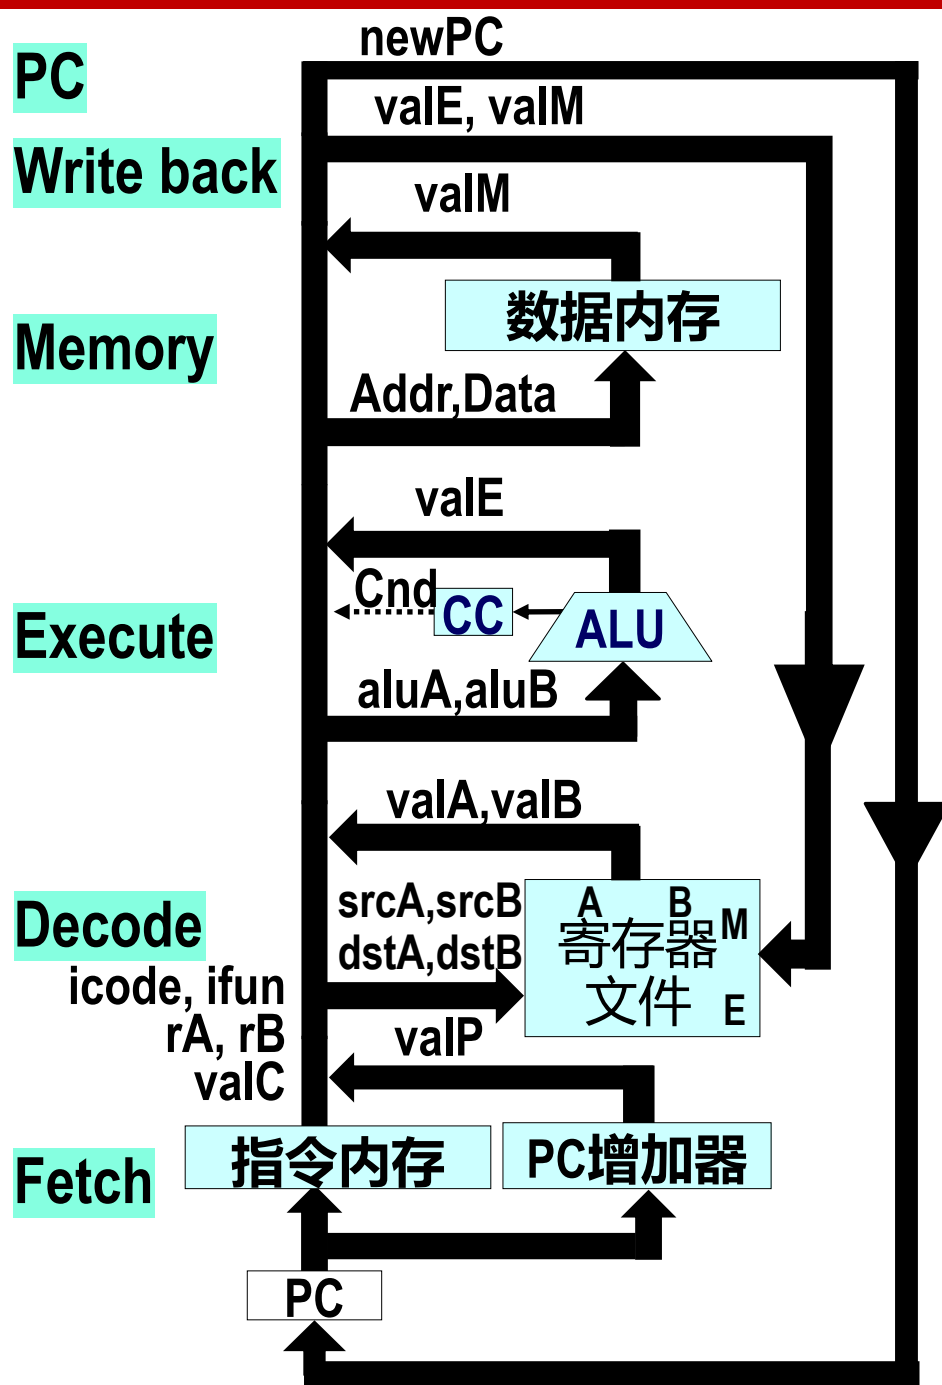 newPC
PC
valE, valM
Write back
valM
数据内存
Memory
Addr,Data
valE
Cnd
CC
ALU
Execute
aluA,aluB
valA,valB
srcA,srcB
A B
M
寄存器
Decode
dstA,dstB
icode, ifun
文件
E
rA, rB
valP
valC
指令内存
PC增加器
Fetch
PC